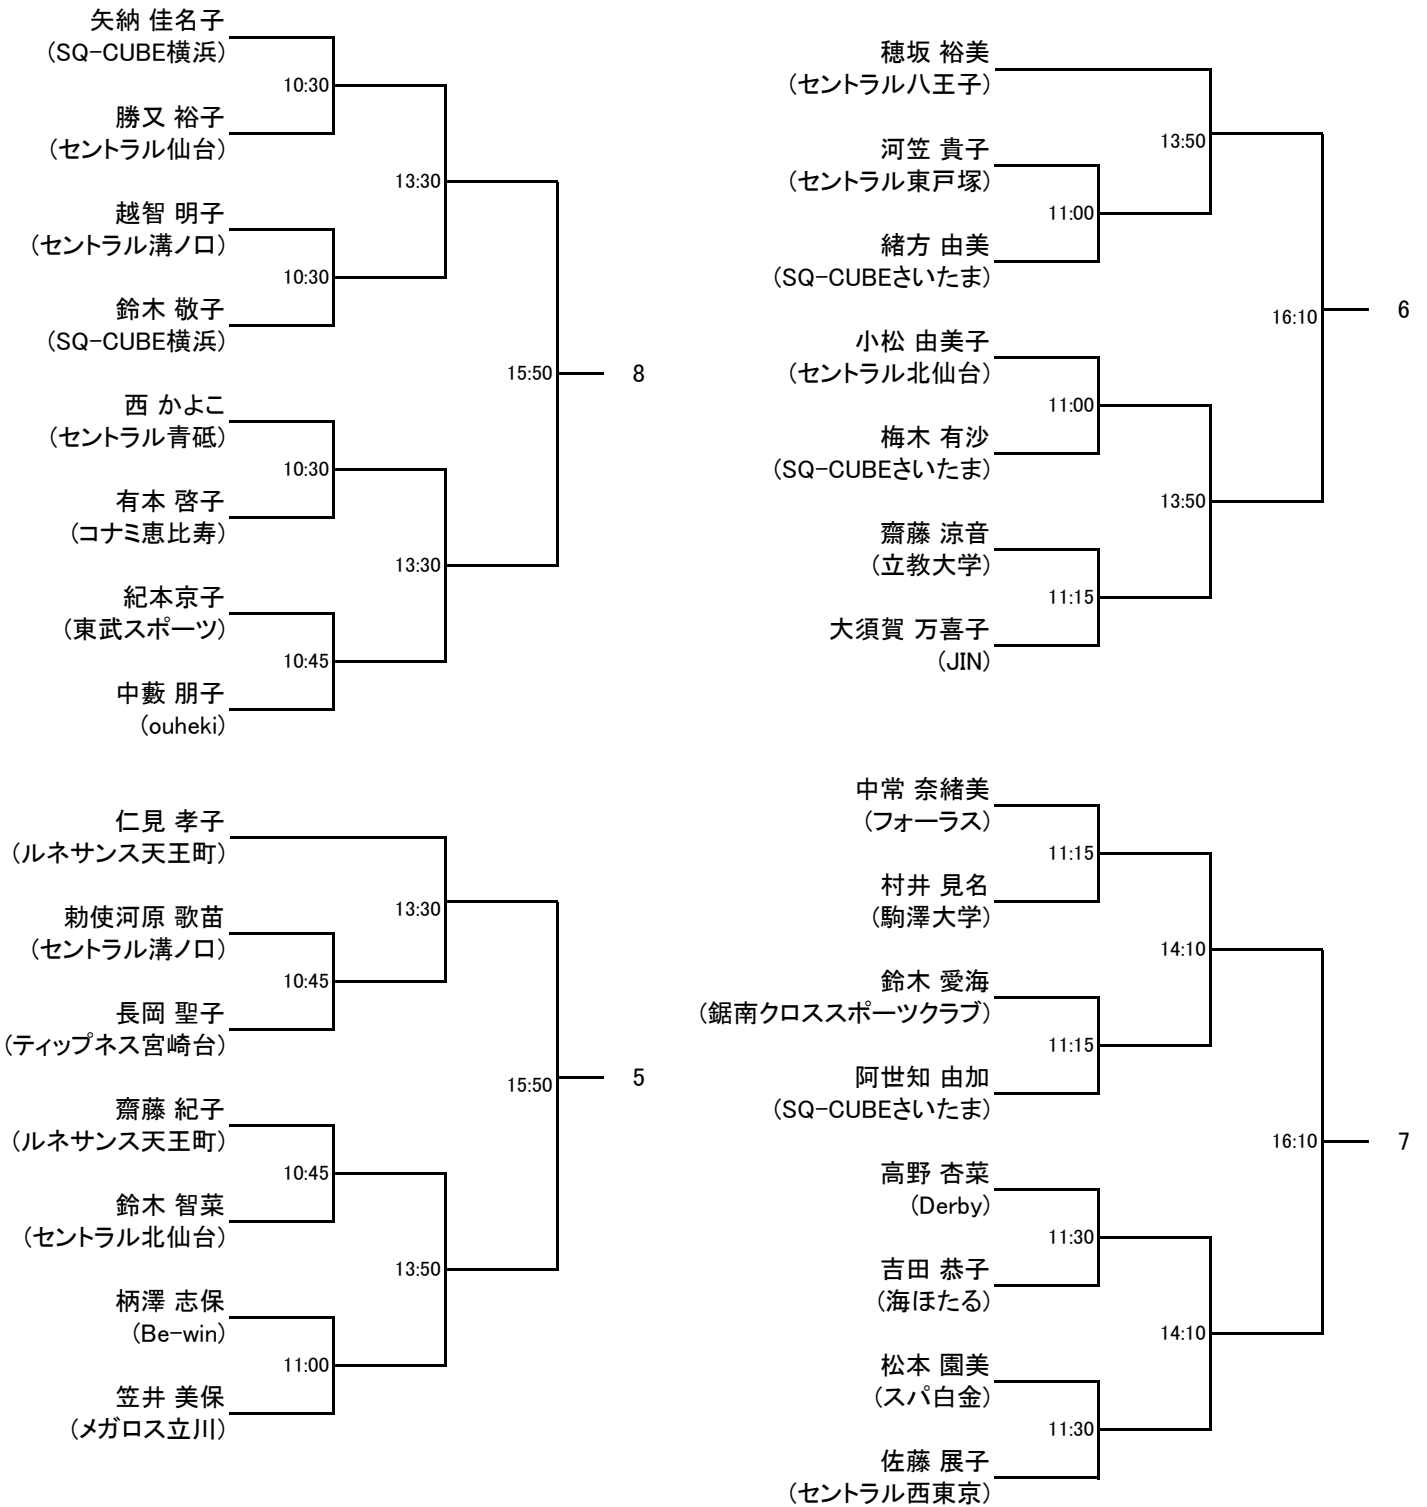 矢納 佳名子
(SQ-CUBE横浜)
10:30
勝又 裕子
(セントラル仙台)
13:30
越智 明子
(セントラル溝ノ口)
10:30
鈴木 敬子
(SQ-CUBE横浜)
15:50
8
西 かよこ
(セントラル青砥)
10:30
有本 啓子
(コナミ恵比寿)
13:30
紀本京子
(東武スポーツ)
10:45
中藪 朋子
(ouheki)
仁見 孝子
(ルネサンス天王町)
13:30
勅使河原 歌苗
(セントラル溝ノ口)
10:45
長岡 聖子
(ティップネス宮崎台)
15:50
5
齋藤 紀子
(ルネサンス天王町)
10:45
鈴木 智菜
(セントラル北仙台)
13:50
柄澤 志保
(Be-win)
11:00
笠井 美保
(メガロス立川)
穂坂 裕美
(セントラル八王子)
13:50
河笠 貴子
(セントラル東戸塚)
11:00
緒方 由美
(SQ-CUBEさいたま)
16:10
6
小松 由美子
(セントラル北仙台)
11:00
梅木 有沙
(SQ-CUBEさいたま)
13:50
齋藤 涼音
(立教大学)
11:15
大須賀 万喜子
(JIN)
中常 奈緒美
(フォーラス)
11:15
村井 見名
(駒澤大学)
14:10
鈴木 愛海
(鋸南クロススポーツクラブ)
11:15
阿世知 由加
(SQ-CUBEさいたま)
16:10
7
高野 杏菜
(Derby)
11:30
吉田 恭子
(海ほたる)
14:10
松本 園美
(スパ白金)
11:30
佐藤 展子
(セントラル西東京)